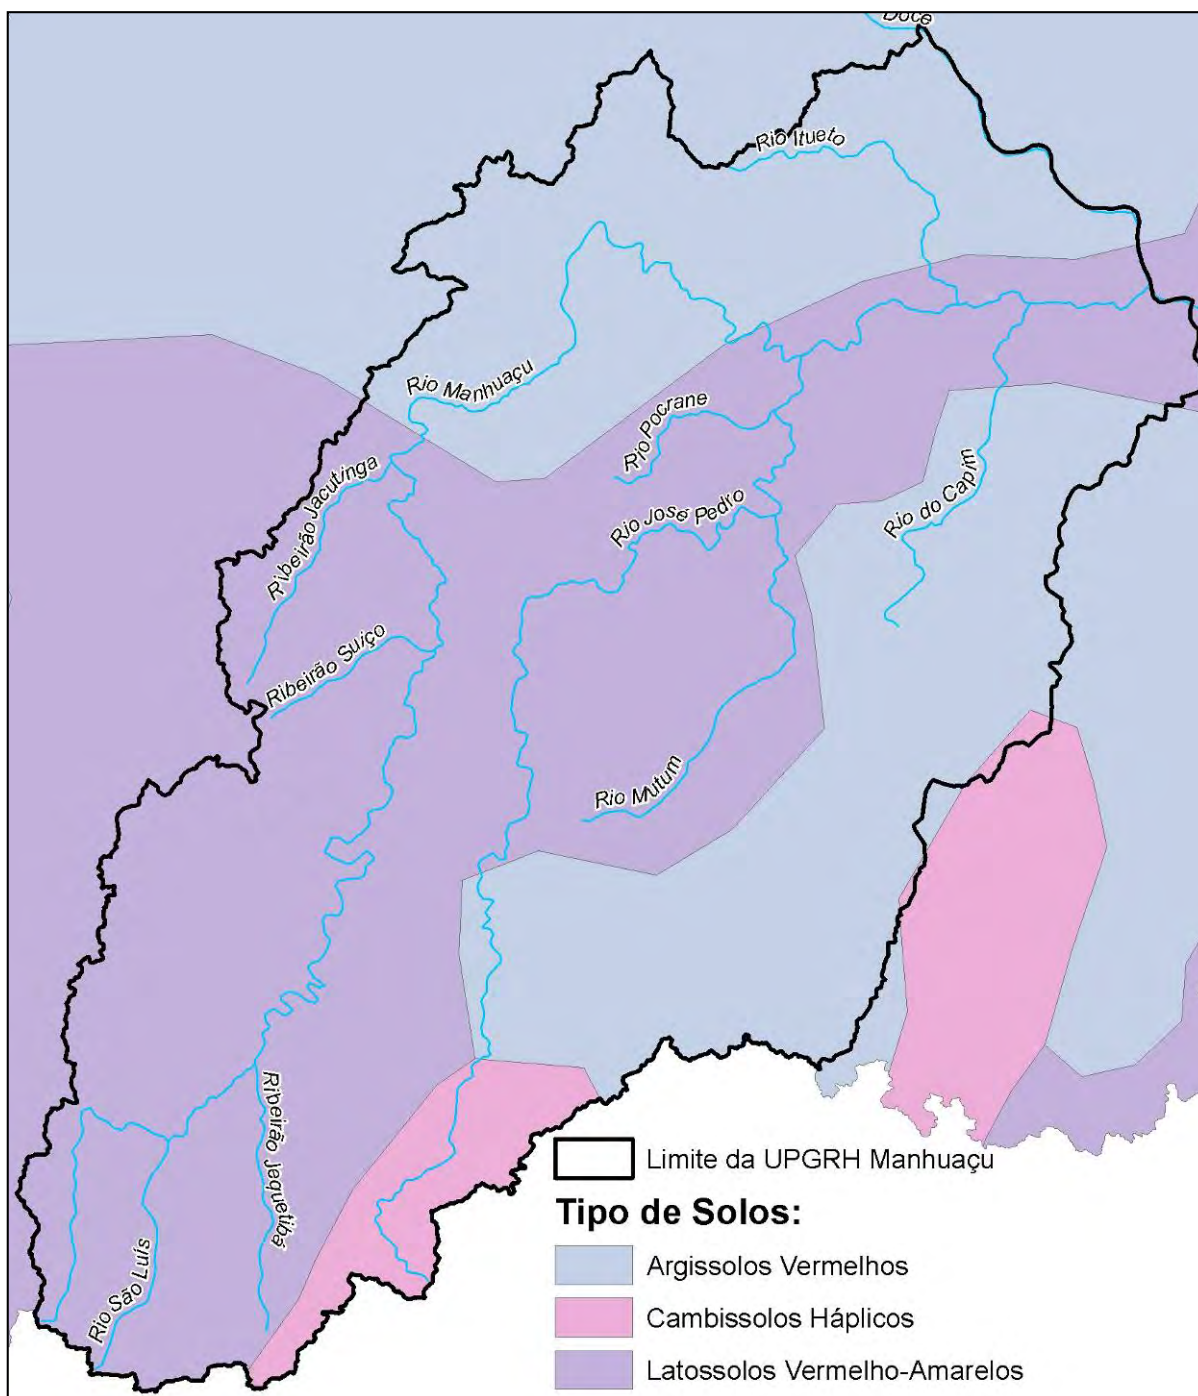 Doce
Rio Itueto
Rio Manhuaçu
Rio Pocrane
Ribeirão Jacutinga
Rio José Pedro
Rio do Capim
Ribeirão Suiço
Rio Mutum
Ribeirão Jequetibá
Rio São Luís
Limite da UPGRH Manhuaçu
Tipo de Solos:
Argissolos Vermelhos
Cambissolos Háplicos
Latossolos Vermelho-Amarelos